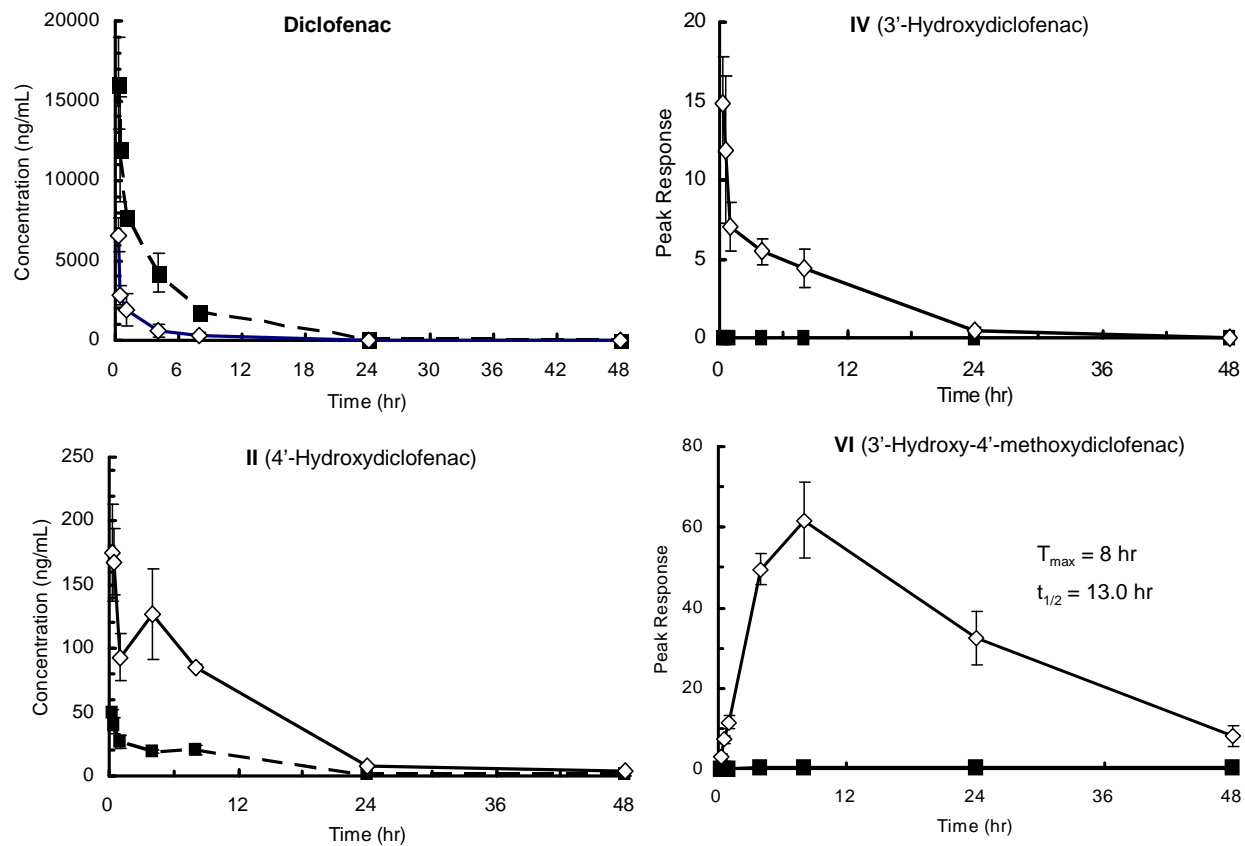 Diclofenac
20000
15000
10000
5000
0
Concentration (ng/mL)
0 6 12 18 24 30 36 42 48
Time (hr)
IV (3'-Hydroxydiclofenac)
20
15
10
5
0
Peak Response
0 12 24 36 48
Time (hr)
II (4'-Hydroxydiclofenac)
250
200
150
100
50
0
Concentration (ng/mL)
0 12 24 36 48
Time (hr)
VI (3'-Hydroxy-4'-methoxydiclofenac)
80
60
40
20
0
Peak Response
Tmax = 8 hr
t1/2 = 13.0 hr
0 12 24 36 48
Time (hr)